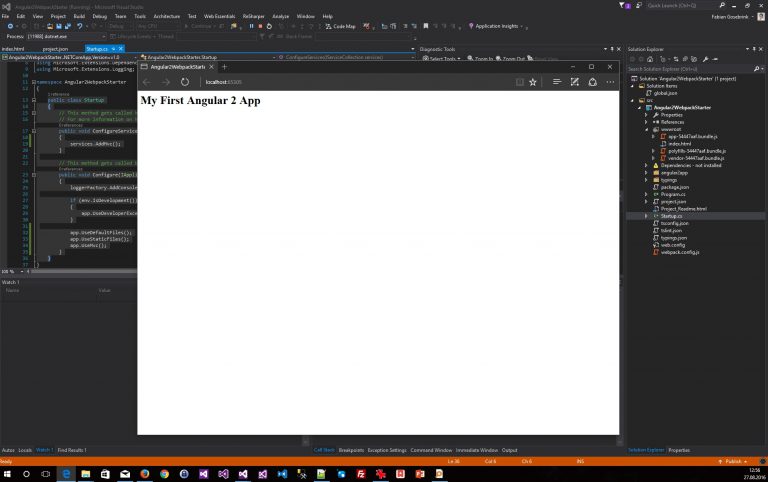 Angular2WebpackStarter (Running) - Microsoft Visual Studio
Quick Launch (Ctrl+Q)
File Edit View Project Build Debug Team Tools Architecture Test Web Essentials ReSharper Analyze Window Help
Fabian Gosebrink
Code Map
Application Insights
Process: [11988] dotnet.exe Lifecycle Events Thread: Stack Frame:
index.html project.json Startup.cs
Angular2WebpackStarter .NETCoreApp,Version=v1.0
Angular2WebpackStarter.Startup
ConfigureServices(IServiceCollection services)
using Microsoft.Extensions.Logging;
namespace Angular2WebpackStarter
public class Startup
{
// This method gets called
// For more information on
public void ConfigureService
{
services.AddMvc();
}
// This method gets called
public void Configure(IAppli
{
loggerFactory.AddConsole
if (env.IsDevelopment())
{
app.UseDeveloperExce
}
app.UseDefaultFiles();
app.UseStaticFiles();
app.UseMvc();
}
}
}
100 %
Watch 1
Name Value
Autos Locals Watch 1 Find Results 1
Angular2WebpackStarte
localhost:65305
My First Angular 2 App
Diagnostic Tools
Select Tools Zoom In Zoom Out
Call Stack Breakpoints Exception Settings Command Window Immediate Window Output
Solution Explorer
Search Solution Explorer (Ctrl+ü)
Solution 'Angular2WebpackStarter' (1 project)
Solution Items
global.json
src
Angular2WebpackStarter
Properties
References
wwwroot
app-54447aaf.bundle.js
index.html
polyfills-54447aaf.bundle.js
vendor-54447aaf.bundle.js
Dependencies - not installed
angular2app
typings
package.json
Program.cs
project.json
Project_Readme.html
Startup.cs
tsconfig.json
tslint.json
typings.json
web.config
webpack.config.js
Solution Explorer Properties
Ready
Ln 36 Col 6 Ch 6 INS
Publish
12:56
27.08.2016